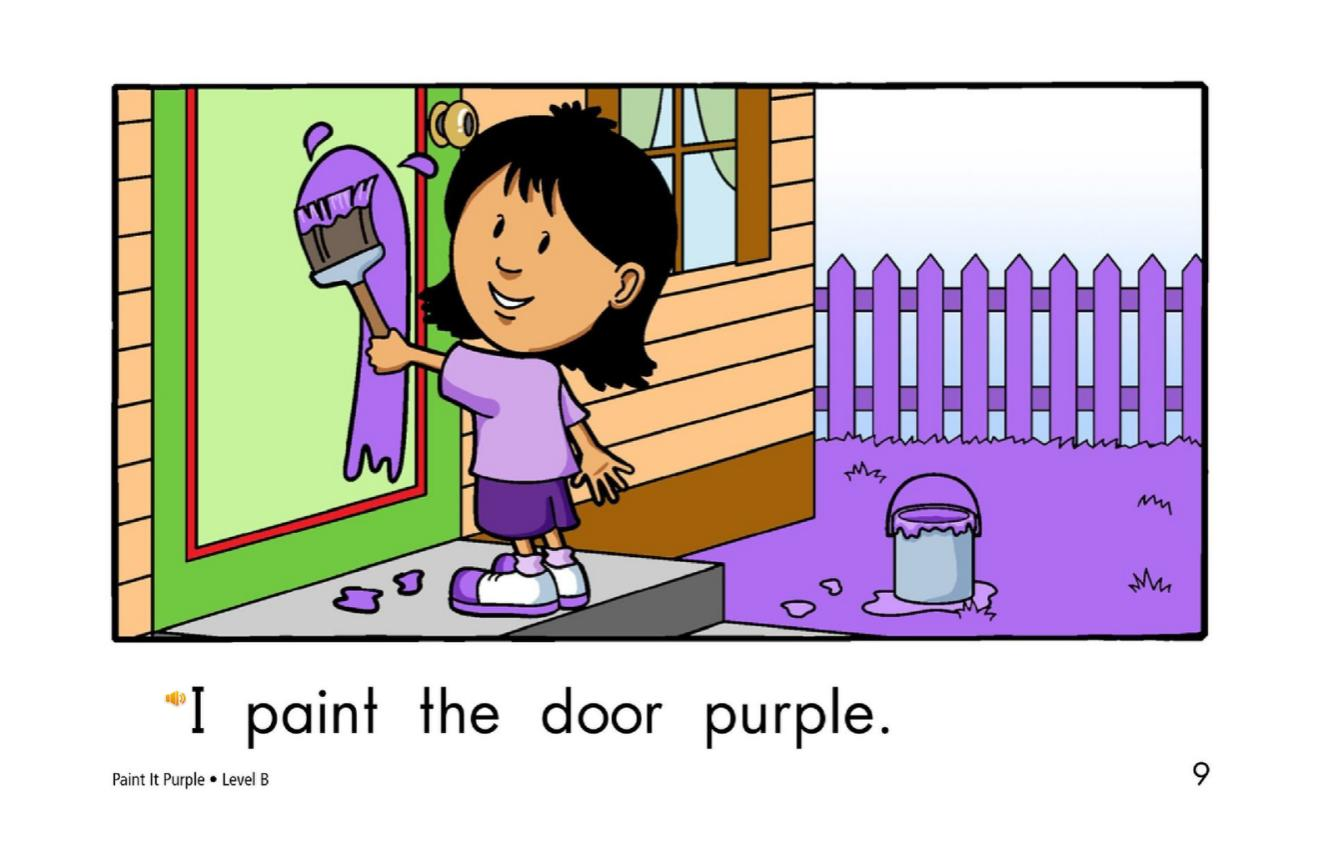 I paint the door purple.
Paint It Purple • Level B
9